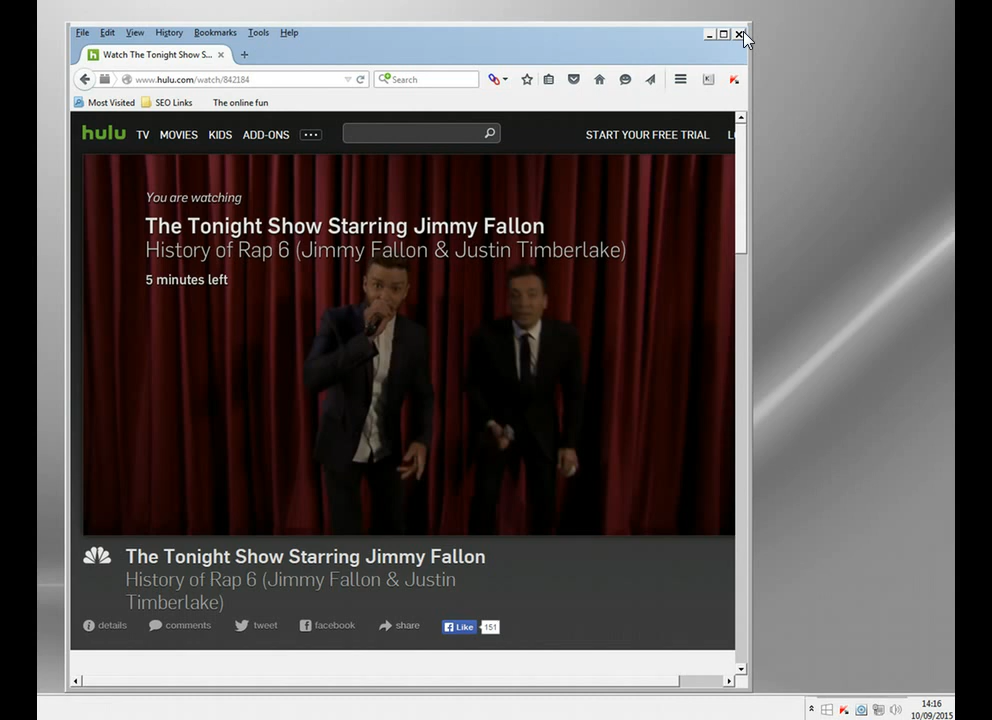 File Edit View History Bookmarks Tools Help
Watch The Tonight Show S...
www.hulu.com/watch/842184
Search
Most Visited SEO Links The online fun
hulu TV MOVIES KIDS ADD-ONS START YOUR FREE TRIAL L
You are watching
The Tonight Show Starring Jimmy Fallon
History of Rap 6 (Jimmy Fallon & Justin Timberlake)
5 minutes left
The Tonight Show Starring Jimmy Fallon
History of Rap 6 (Jimmy Fallon & Justin
Timberlake)
details comments tweet facebook share Like 151
14:16
10/09/2015